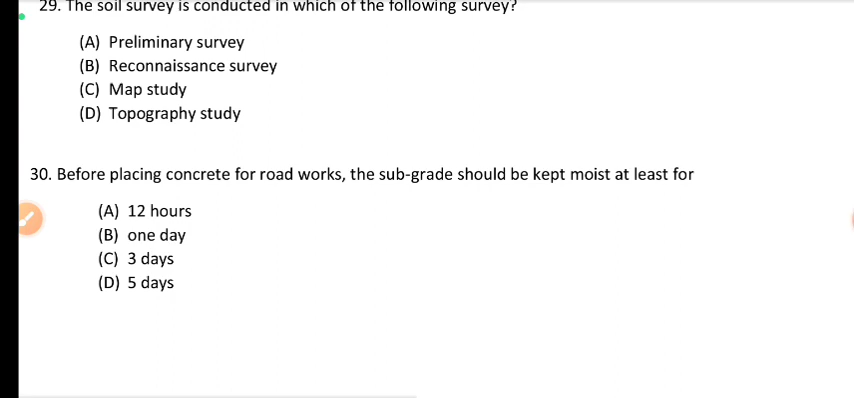 29. The soil survey is conducted in which of the following survey?
(A) Preliminary survey
(B) Reconnaissance survey
(C) Map study
(D) Topography study
30. Before placing concrete for road works, the sub-grade should be kept moist at least for
(A) 12 hours
(B) one day
(C) 3 days
(D) 5 days